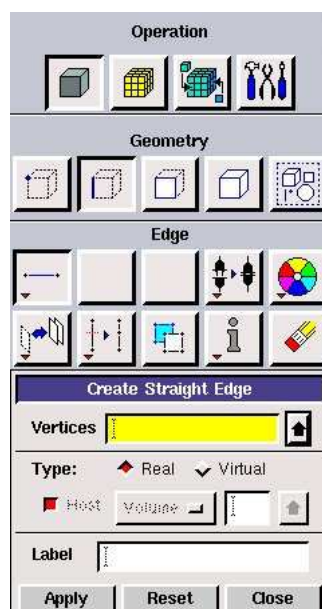 Operation
Geometry
Edge
Create Straight Edge
Vertices
Type: Real Virtual
Host Volume
Label
Apply Reset Close